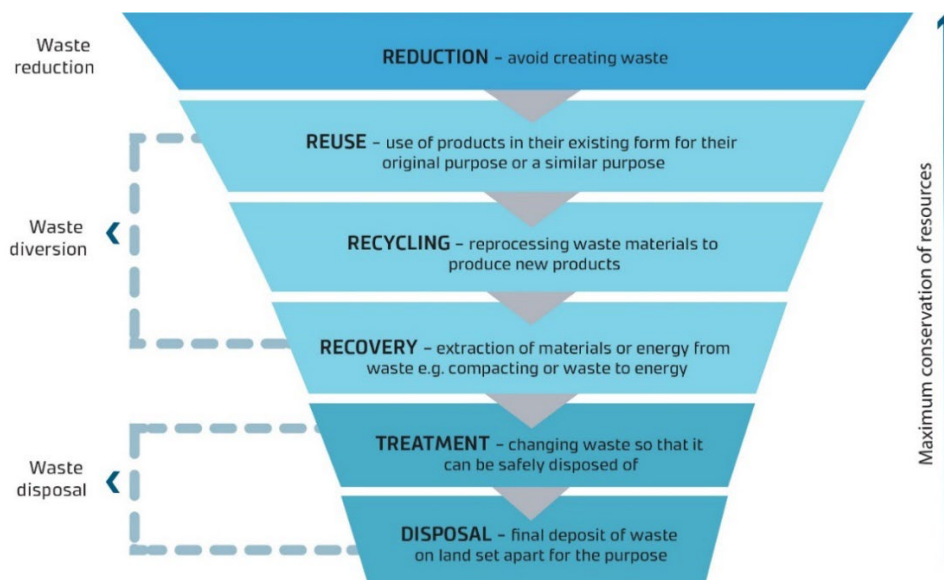 Waste
reduction
REDUCTION – avoid creating waste
REUSE – use of products in their existing form for their
original purpose or a similar purpose
Waste
diversion
RECYCLING – reprocessing waste materials to
produce new products
RECOVERY – extraction of materials or energy from
waste e.g. compacting or waste to energy
Waste
disposal
TREATMENT – changing waste so that it
can be safely disposed of
DISPOSAL – final deposit of waste
on land set apart for the purpose
Maximum conservation of resources